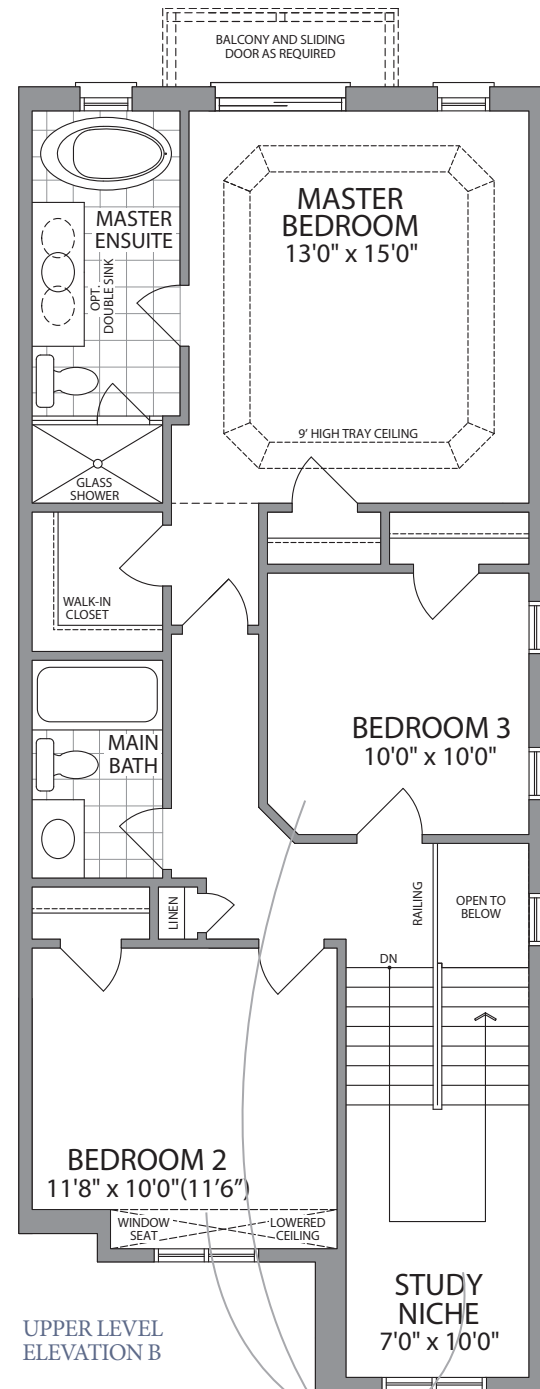 BALCONY AND SLIDING
DOOR AS REQUIRED
MASTER
ENSUITE
MASTER
BEDROOM
13'0" x 15'0"
OPT.
DOUBLE SINK
9' HIGH TRAY CEILING
GLASS
SHOWER
WALK-IN
CLOSET
BEDROOM 3
10'0" x 10'0"
MAIN
BATH
LINEN
RAILING
OPEN TO
BELOW
DN
BEDROOM 2
11'8" x 10'0"(11'6")
WINDOW
SEAT
LOWERED
CEILING
STUDY
NICHE
7'0" x 10'0"
UPPER LEVEL
ELEVATION B